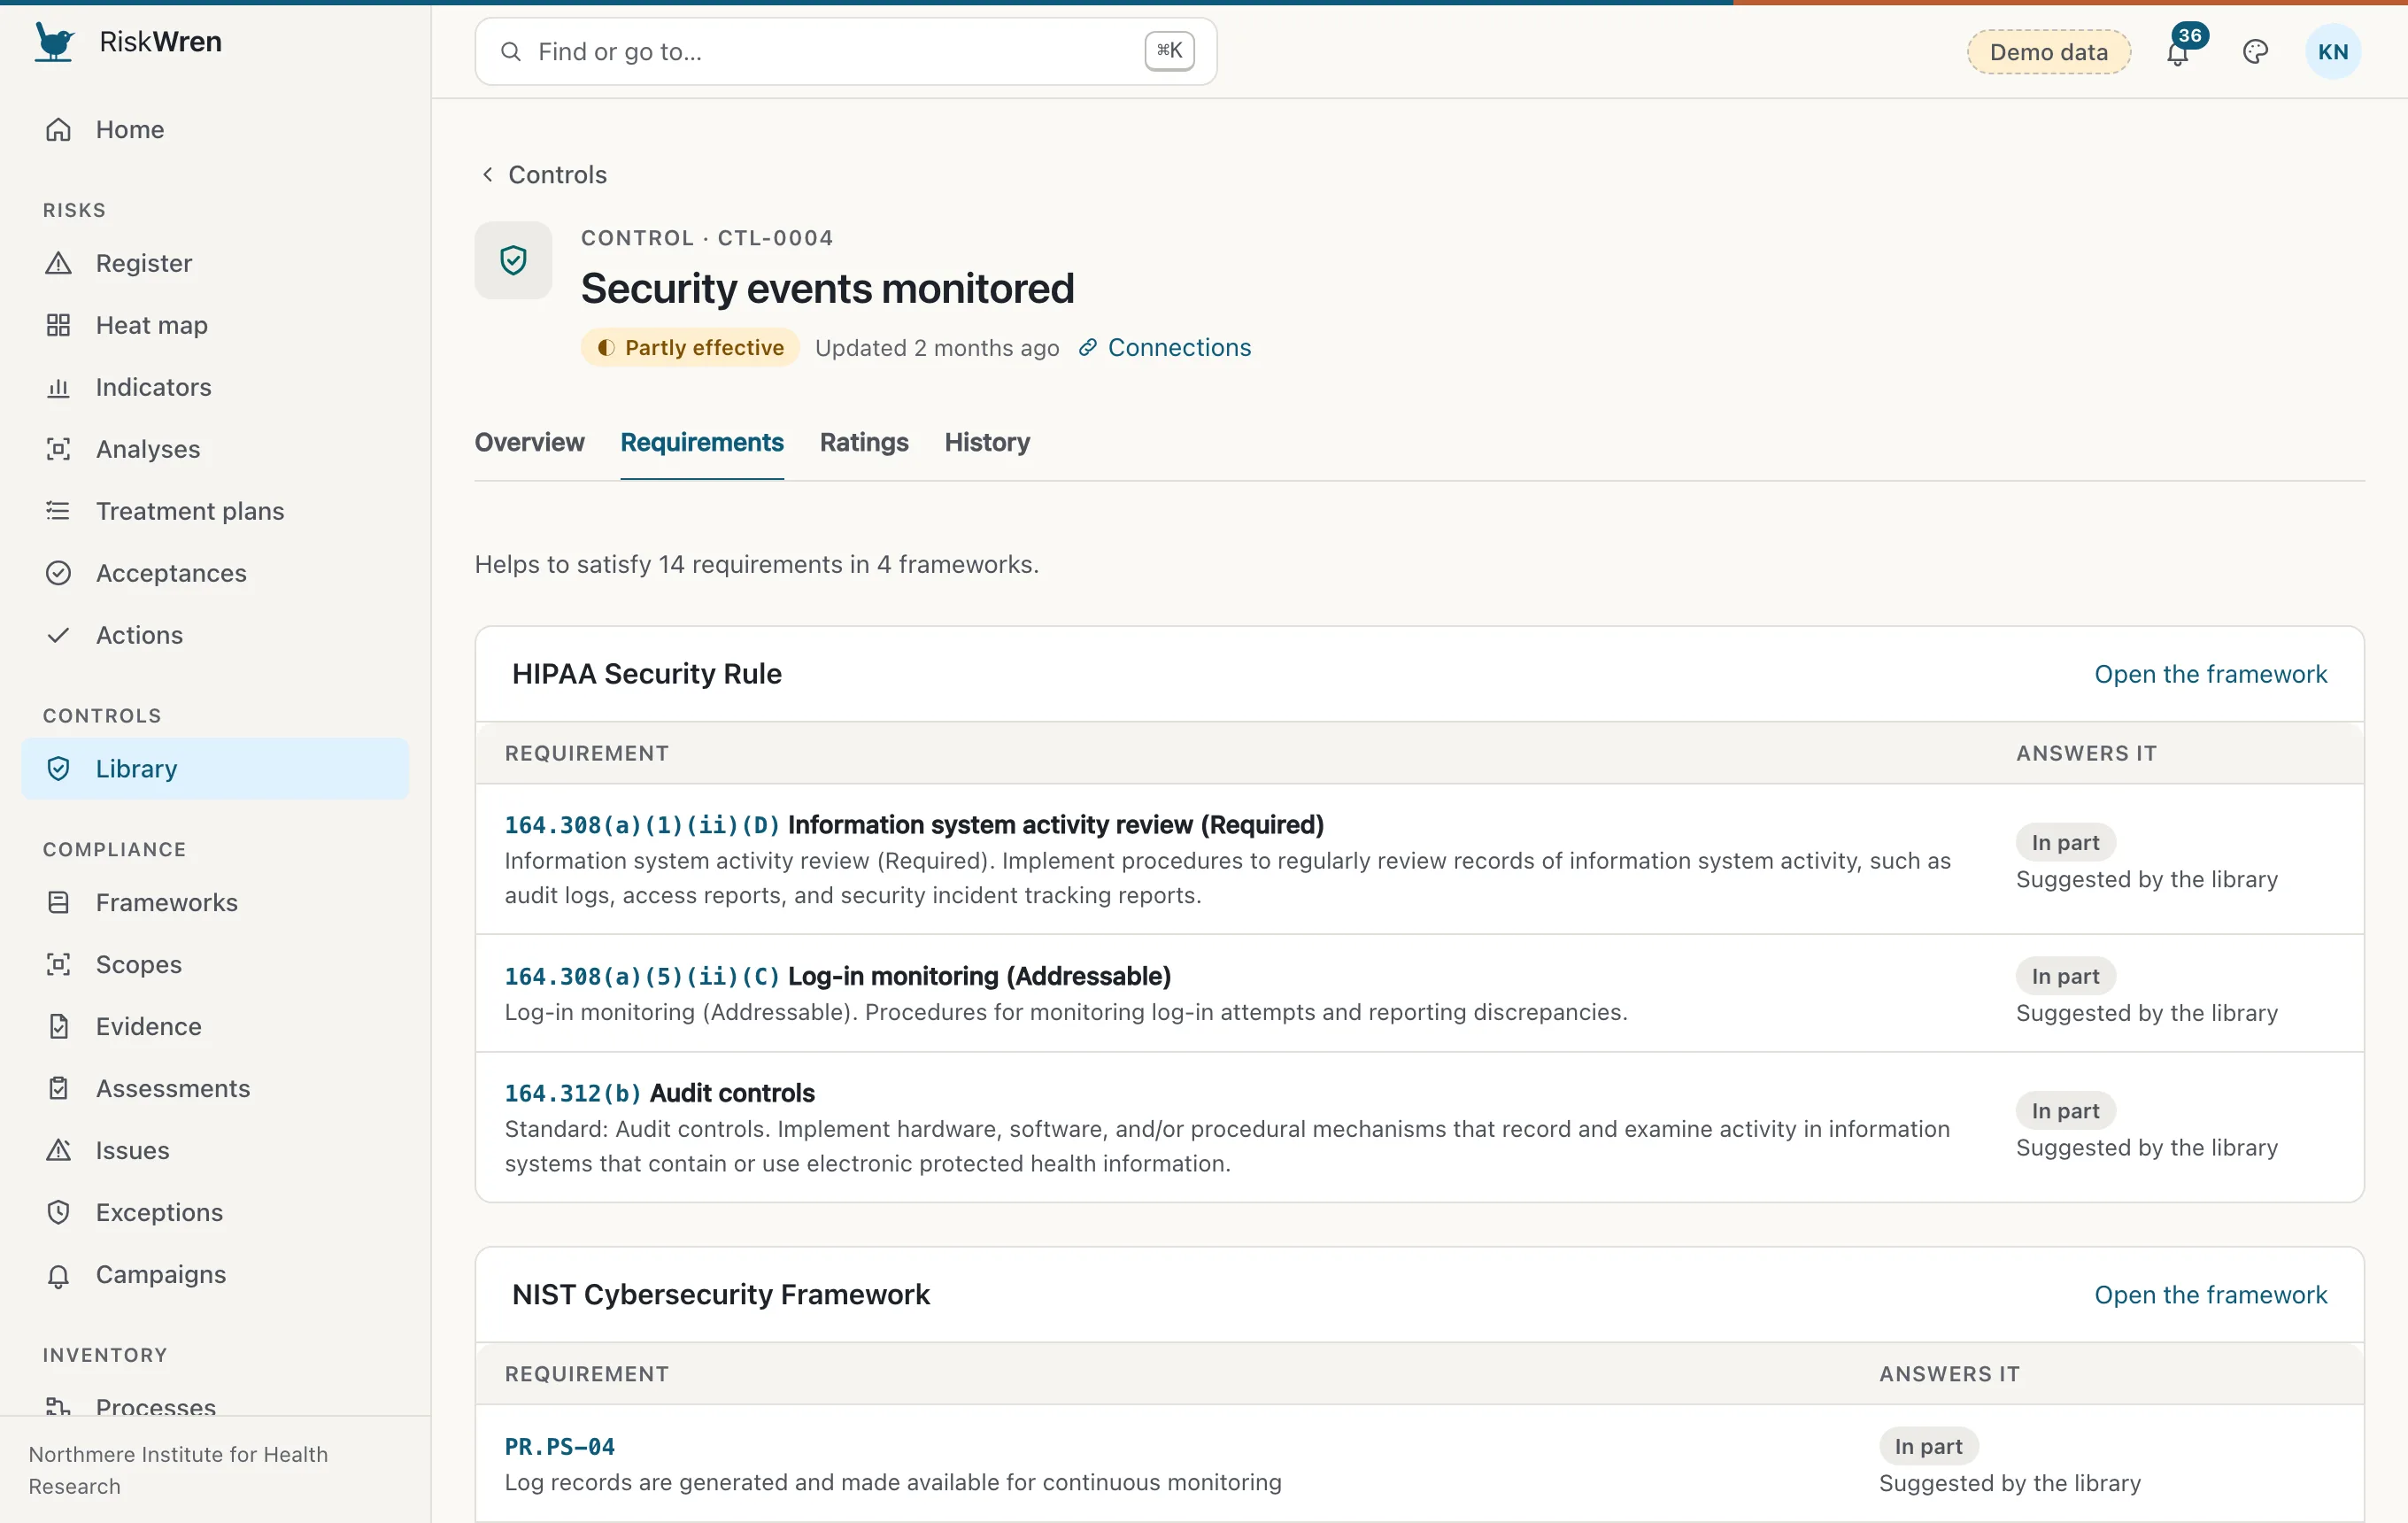 RiskWren
Find or go to...
⌘K
Demo data
36
KN
Home
RISKS
Register
Heat map
Indicators
Analyses
Treatment plans
Acceptances
Actions
CONTROLS
Library
COMPLIANCE
Frameworks
Scopes
Evidence
Assessments
Issues
Exceptions
Campaigns
INVENTORY
Processes
Northmere Institute for Health
Research
Controls
CONTROL · CTL-0004
Security events monitored
Partly effective
Updated 2 months ago
Connections
Overview
Requirements
Ratings
History
Helps to satisfy 14 requirements in 4 frameworks.
HIPAA Security Rule
Open the framework
REQUIREMENT
ANSWERS IT
164.308(a)(1)(ii)(D) Information system activity review (Required)
Information system activity review (Required). Implement procedures to regularly review records of information system activity, such as
audit logs, access reports, and security incident tracking reports.
In part
Suggested by the library
164.308(a)(5)(ii)(C) Log-in monitoring (Addressable)
Log-in monitoring (Addressable). Procedures for monitoring log-in attempts and reporting discrepancies.
In part
Suggested by the library
164.312(b) Audit controls
Standard: Audit controls. Implement hardware, software, and/or procedural mechanisms that record and examine activity in information
systems that contain or use electronic protected health information.
In part
Suggested by the library
NIST Cybersecurity Framework
Open the framework
REQUIREMENT
ANSWERS IT
PR.PS-04
Log records are generated and made available for continuous monitoring
In part
Suggested by the library